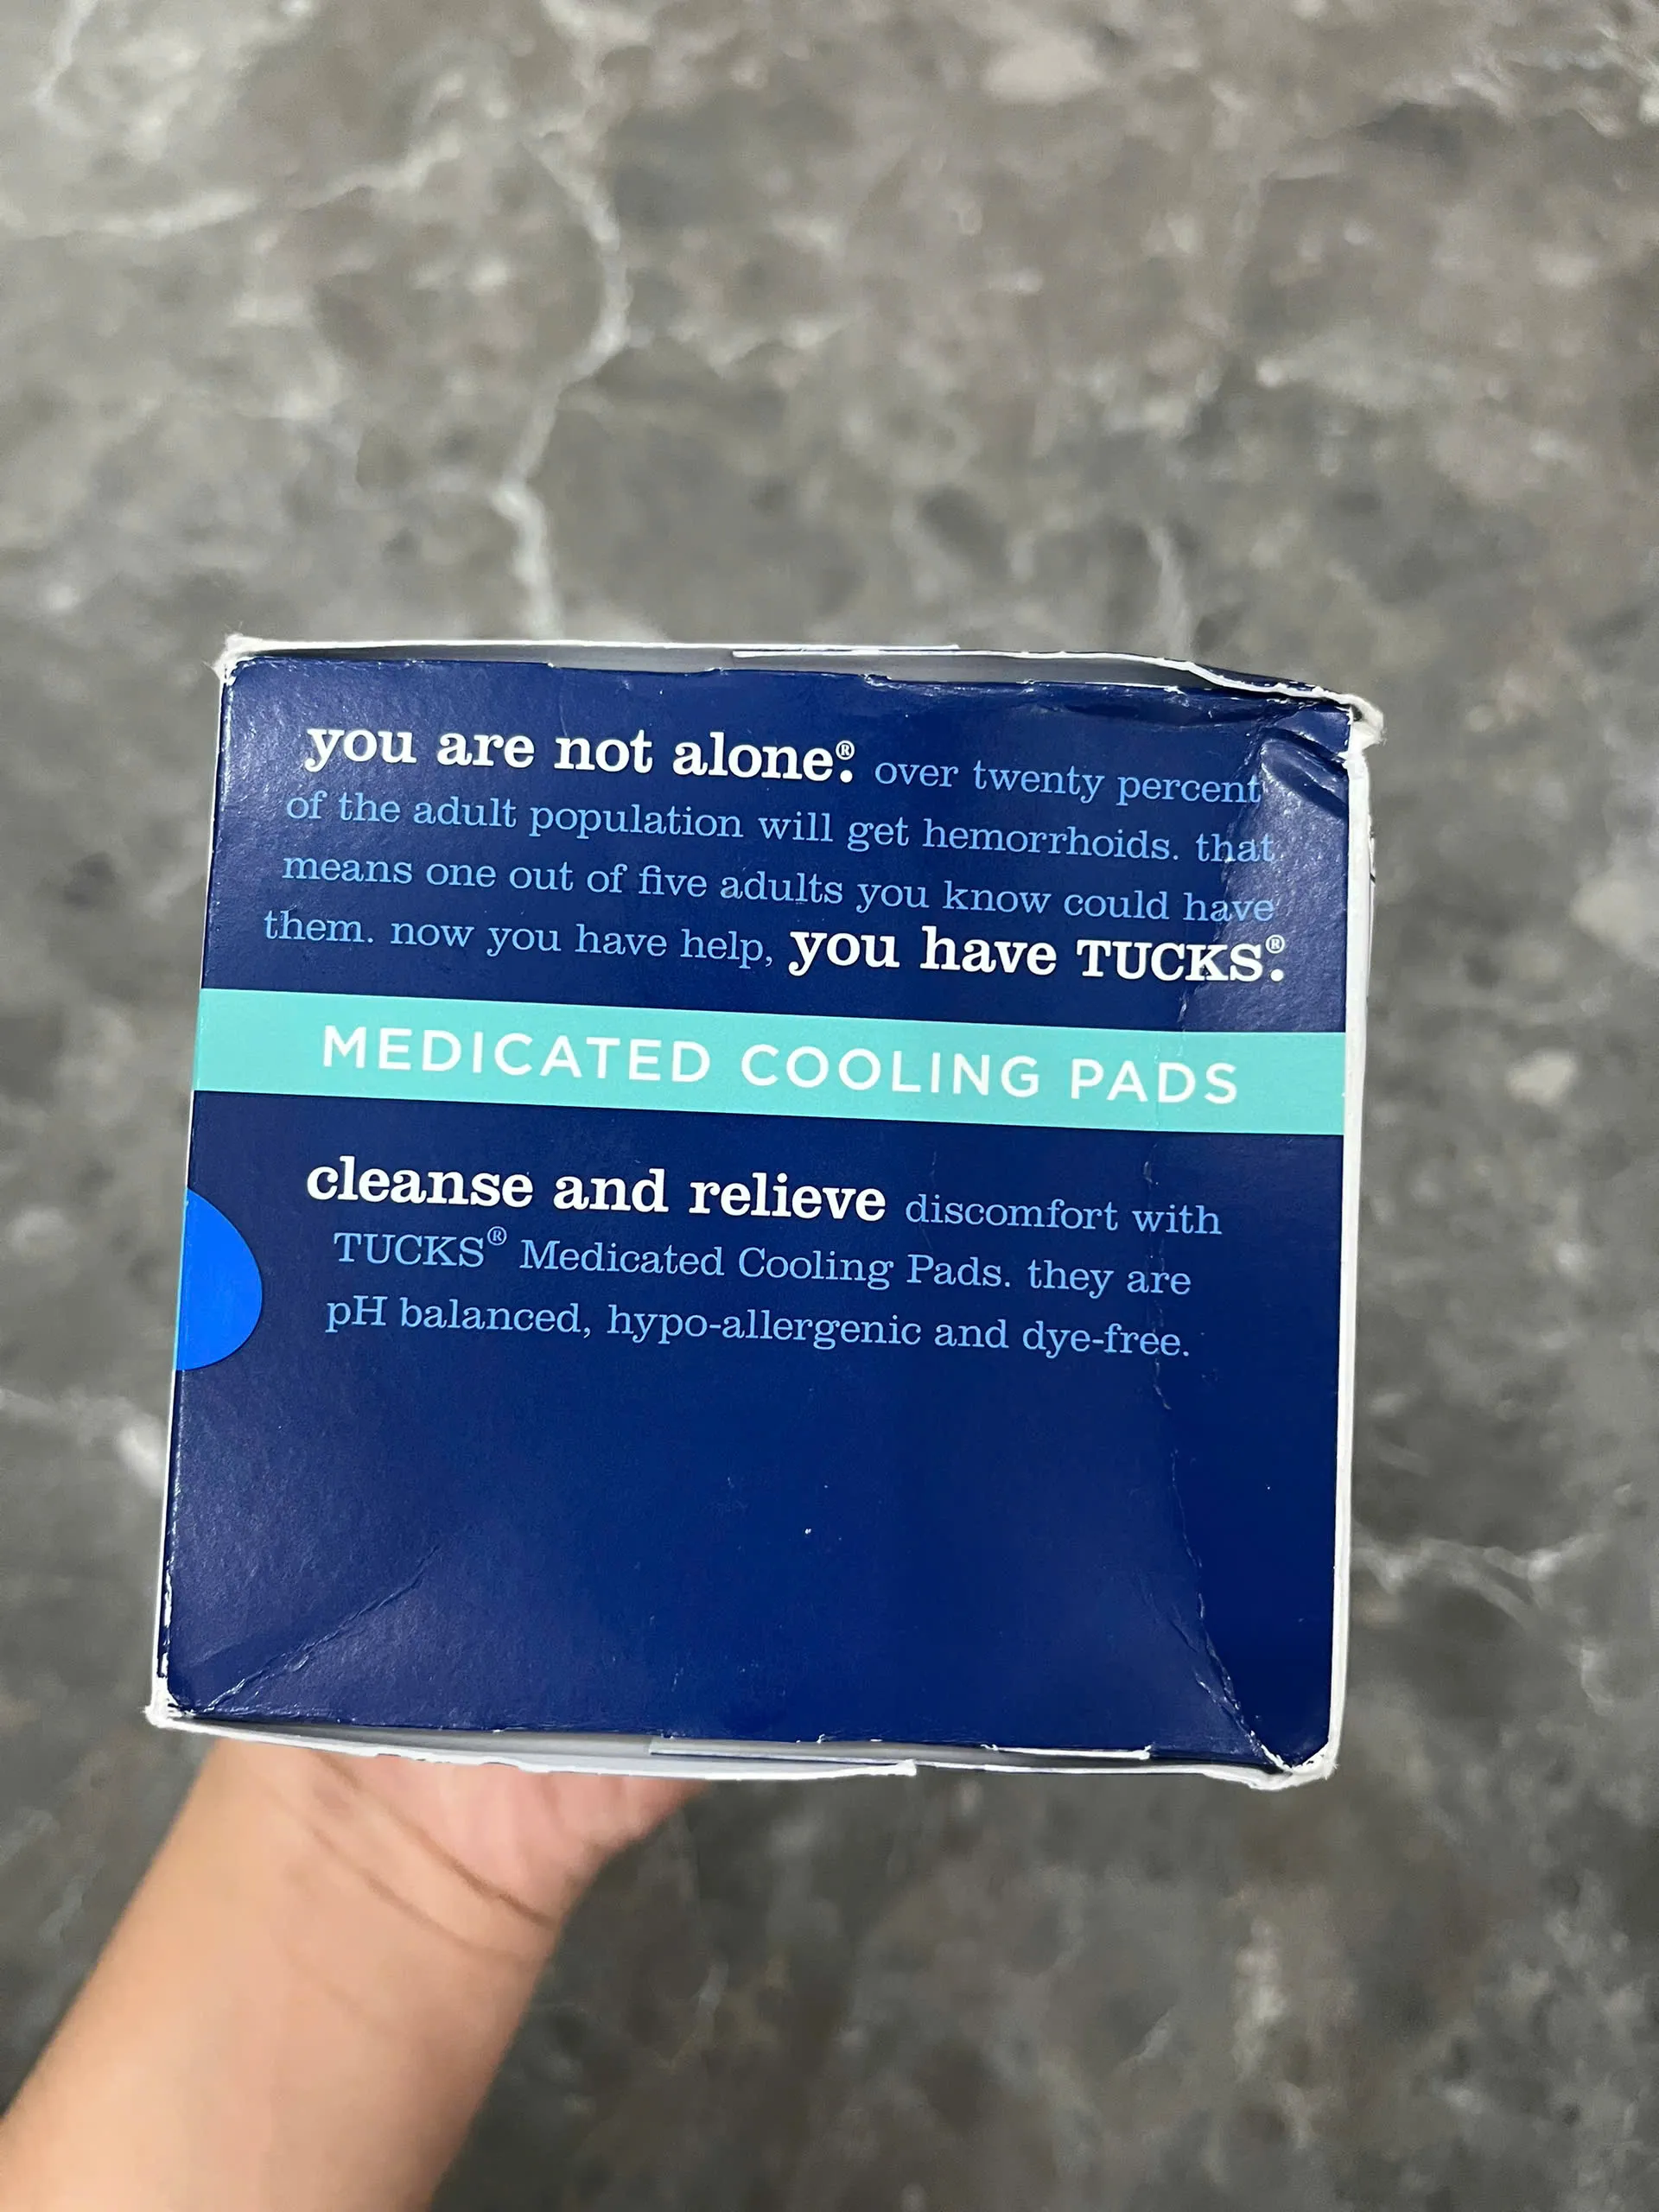 you are not alone.® over twenty percent
of the adult population will get hemorrhoids. that
means one out of five adults you know could have
them. now you have help, you have TUCKS.®
MEDICATED COOLING PADS
cleanse and relieve discomfort with
TUCKS® Medicated Cooling Pads. they are
pH balanced, hypo-allergenic and dye-free.